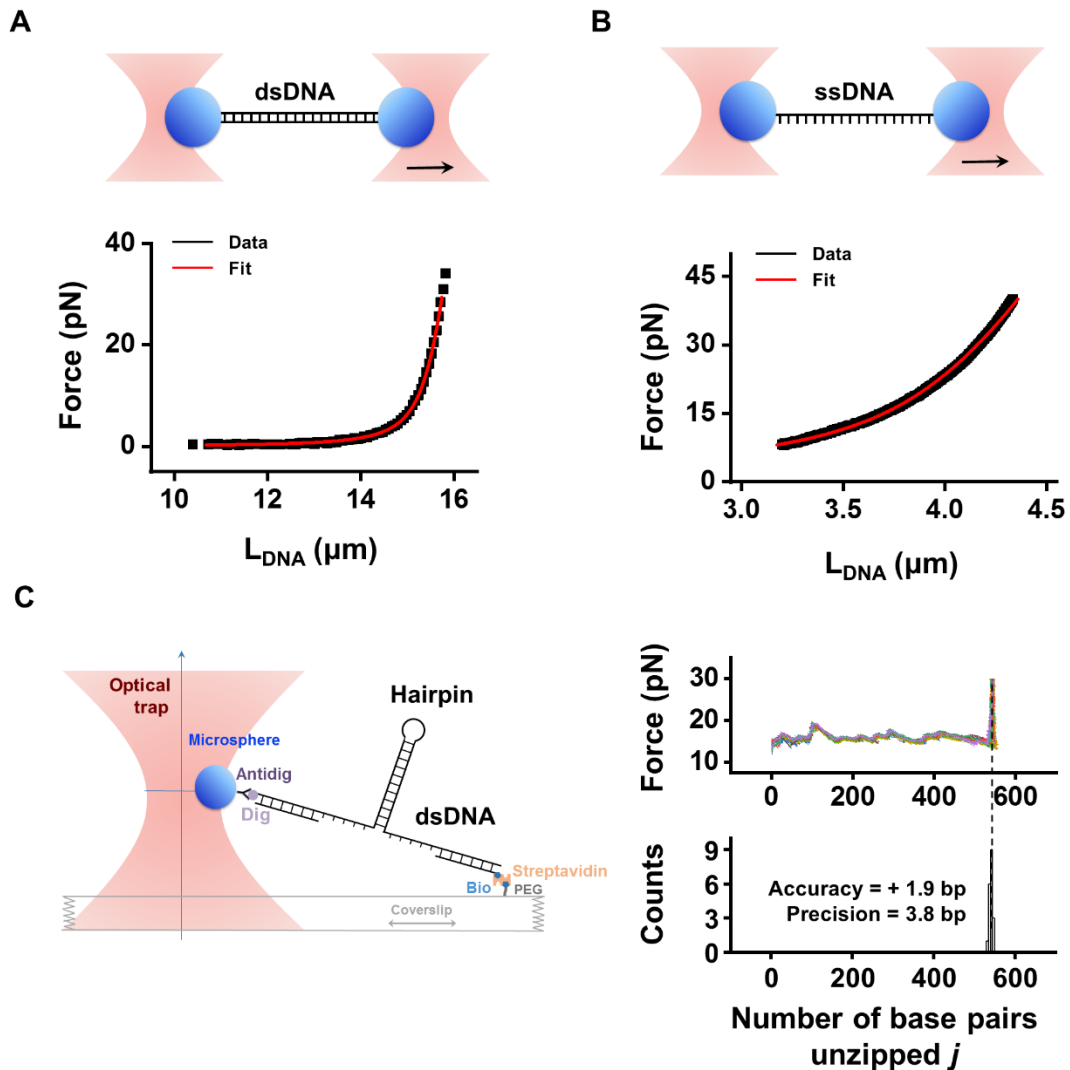 A
dsDNA
Data
Fit
40
20
0
Force (pN)
10 12 14 16
L_DNA (μm)
B
ssDNA
Data
Fit
45
30
15
0
Force (pN)
3.0 3.5 4.0 4.5
L_DNA (μm)
C
Optical
trap
Microsphere
Hairpin
Antidig
Dig
dsDNA
Streptavidin
Bio
PEG
Coverslip
Force (pN)
30
20
10
0 200 400 600
Counts
9
6
3
0
Accuracy = + 1.9 bp
Precision = 3.8 bp
0 200 400 600
Number of base pairs
unzipped j